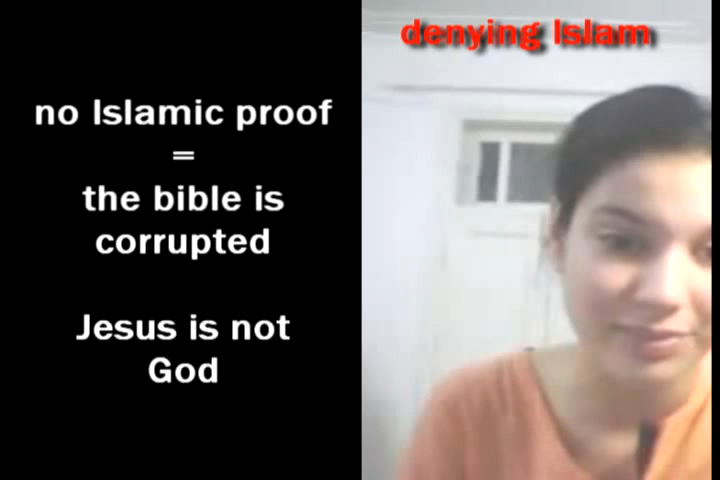 denying Islam
no Islamic proof
=
the bible is
corrupted
Jesus is not
God